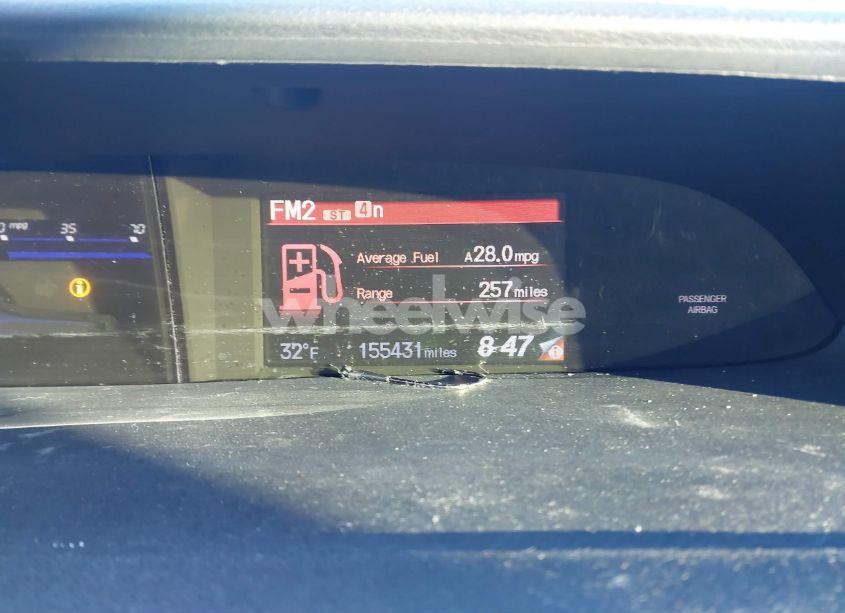 FM2 ST 4n
mpg 35 70
Average Fuel A28.0mpg
Range 257miles
PASSENGER
AIRBAG
wheelwise
32°F 155431miles 8:47